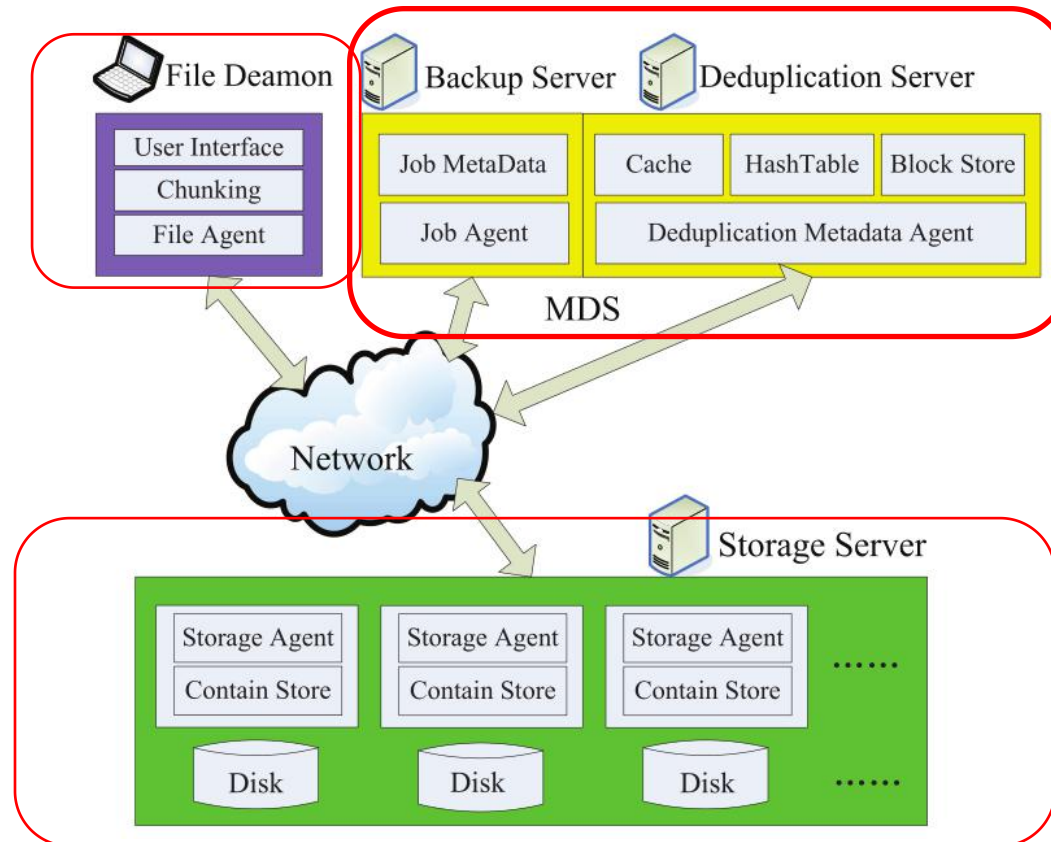 File Deamon
Backup Server
Deduplication Server
User Interface
Chunking
File Agent
Job MetaData
Job Agent
Cache
HashTable
Block Store
Deduplication Metadata Agent
MDS
Network
Storage Server
Storage Agent
Contain Store
Disk
Storage Agent
Contain Store
Disk
Storage Agent
Contain Store
Disk
......
......